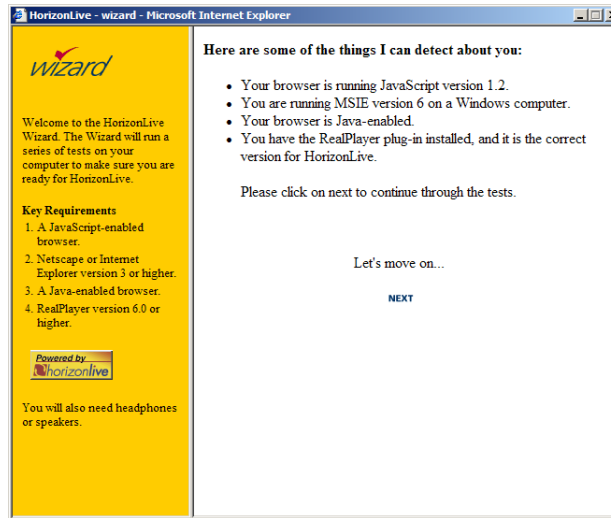 HorizonLive - wizard - Microsoft Internet Explorer
wizard
Welcome to the HorizonLive
Wizard. The Wizard will run a
series of tests on your
computer to make sure you are
ready for HorizonLive.
Key Requirements
1. A JavaScript-enabled
browser.
2. Netscape or Internet
Explorer version 3 or higher.
3. A Java-enabled browser.
4. RealPlayer version 6.0 or
higher.
Powered by
horizonlive
You will also need headphones
or speakers.
Here are some of the things I can detect about you:
• Your browser is running JavaScript version 1.2.
• You are running MSIE version 6 on a Windows computer.
• Your browser is Java-enabled.
• You have the RealPlayer plug-in installed, and it is the correct
version for HorizonLive.
Please click on next to continue through the tests.
Let's move on...
NEXT